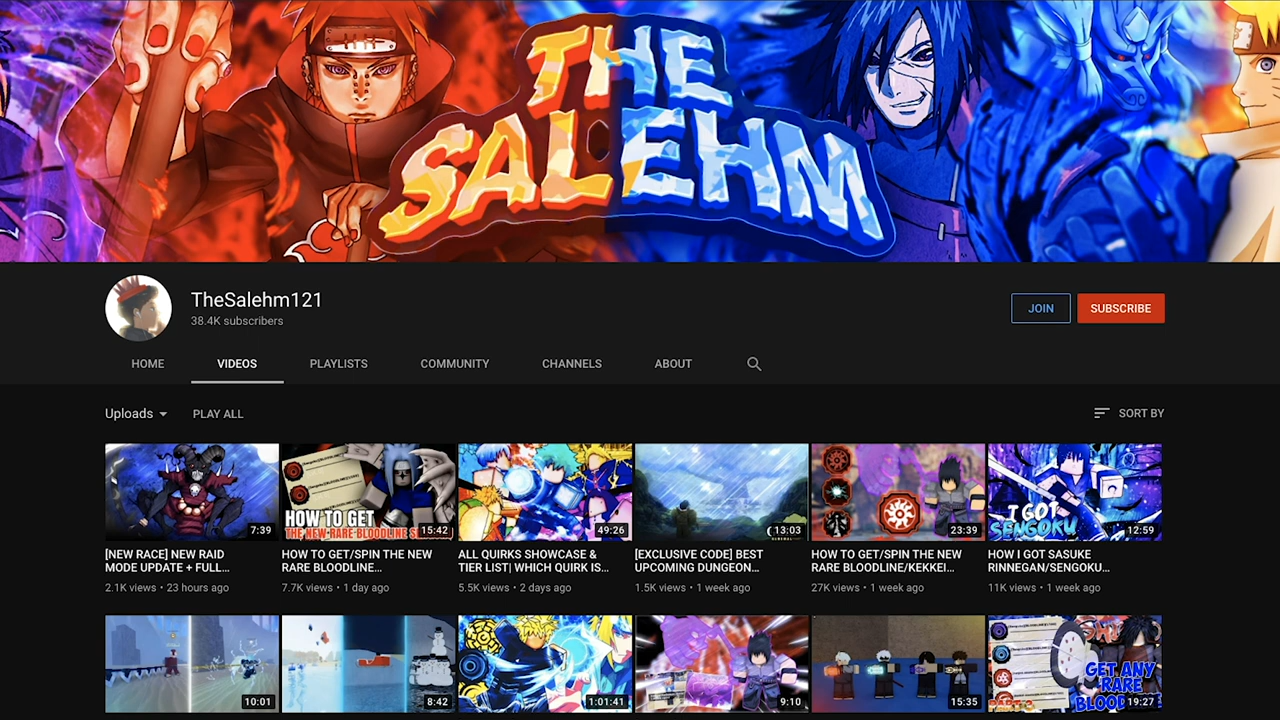 THE
SALEHM
TheSalehm121
38.4K subscribers
JOIN
SUBSCRIBE
HOME
VIDEOS
PLAYLISTS
COMMUNITY
CHANNELS
ABOUT
Uploads
PLAY ALL
SORT BY
7:39
[NEW RACE] NEW RAID
MODE UPDATE + FULL...
2.1K views • 23 hours ago
HOW TO GET
THE NEW RARE BLOODLINE
15:42
HOW TO GET/SPIN THE NEW
RARE BLOODLINE...
7.7K views • 1 day ago
49:26
ALL QUIRKS SHOWCASE &
TIER LIST| WHICH QUIRK IS...
5.5K views • 2 days ago
13:03
[EXCLUSIVE CODE] BEST
UPCOMING DUNGEON...
1.5K views • 1 week ago
23:39
HOW TO GET/SPIN THE NEW
RARE BLOODLINE/KEKKEI...
27K views • 1 week ago
I GOT
SENGOKU
12:59
HOW I GOT SASUKE
RINNEGAN/SENGOKU...
11K views • 1 week ago
10:01
8:42
1:01:41
9:10
15:35
GET ANY
RARE
BLOOD
19:27